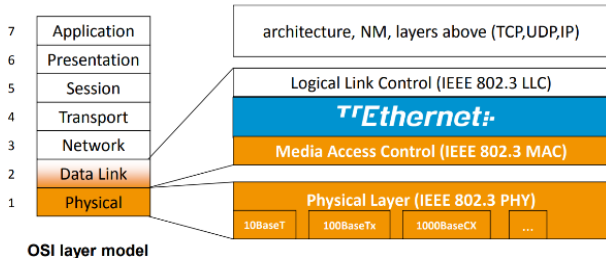 7 Application
6 Presentation
5 Session
4 Transport
3 Network
2 Data Link
1 Physical
OSI layer model
architecture, NM, layers above (TCP,UDP,IP)
Logical Link Control (IEEE 802.3 LLC)
TTEthernet
Media Access Control (IEEE 802.3 MAC)
Physical Layer (IEEE 802.3 PHY)
10BaseT 100BaseTx 1000BaseCX ...